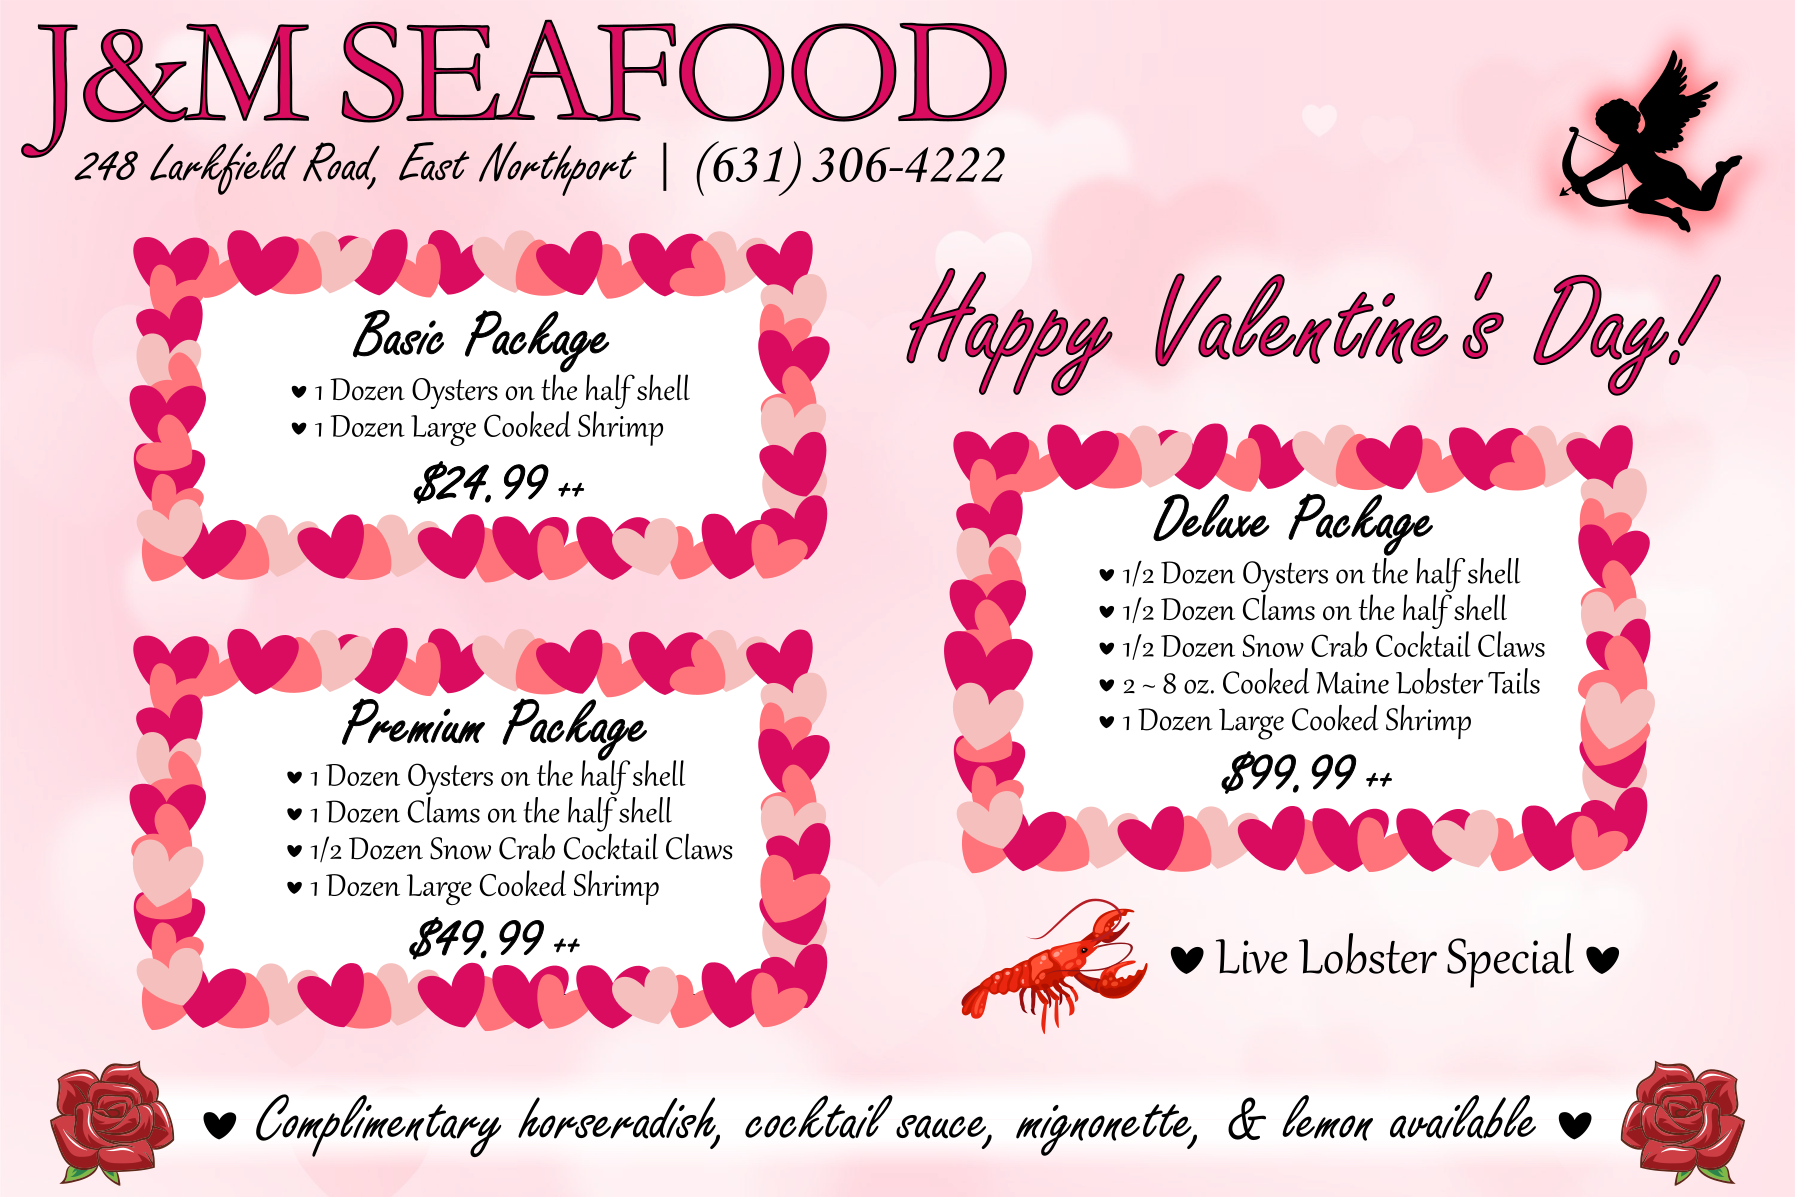 J&M SEAFOOD
248 Larkfield Road, East Northport | (631) 306-4222
Happy Valentine's Day!
Basic Package
1 Dozen Oysters on the half shell
1 Dozen Large Cooked Shrimp
$24.99 ++
Premium Package
1 Dozen Oysters on the half shell
1 Dozen Clams on the half shell
1/2 Dozen Snow Crab Cocktail Claws
1 Dozen Large Cooked Shrimp
$49.99 ++
Deluxe Package
1/2 Dozen Oysters on the half shell
1/2 Dozen Clams on the half shell
1/2 Dozen Snow Crab Cocktail Claws
2 ~ 8 oz. Cooked Maine Lobster Tails
1 Dozen Large Cooked Shrimp
$99.99 ++
♥ Live Lobster Special ♥
♥ Complimentary horseradish, cocktail sauce, mignonette, & lemon available ♥